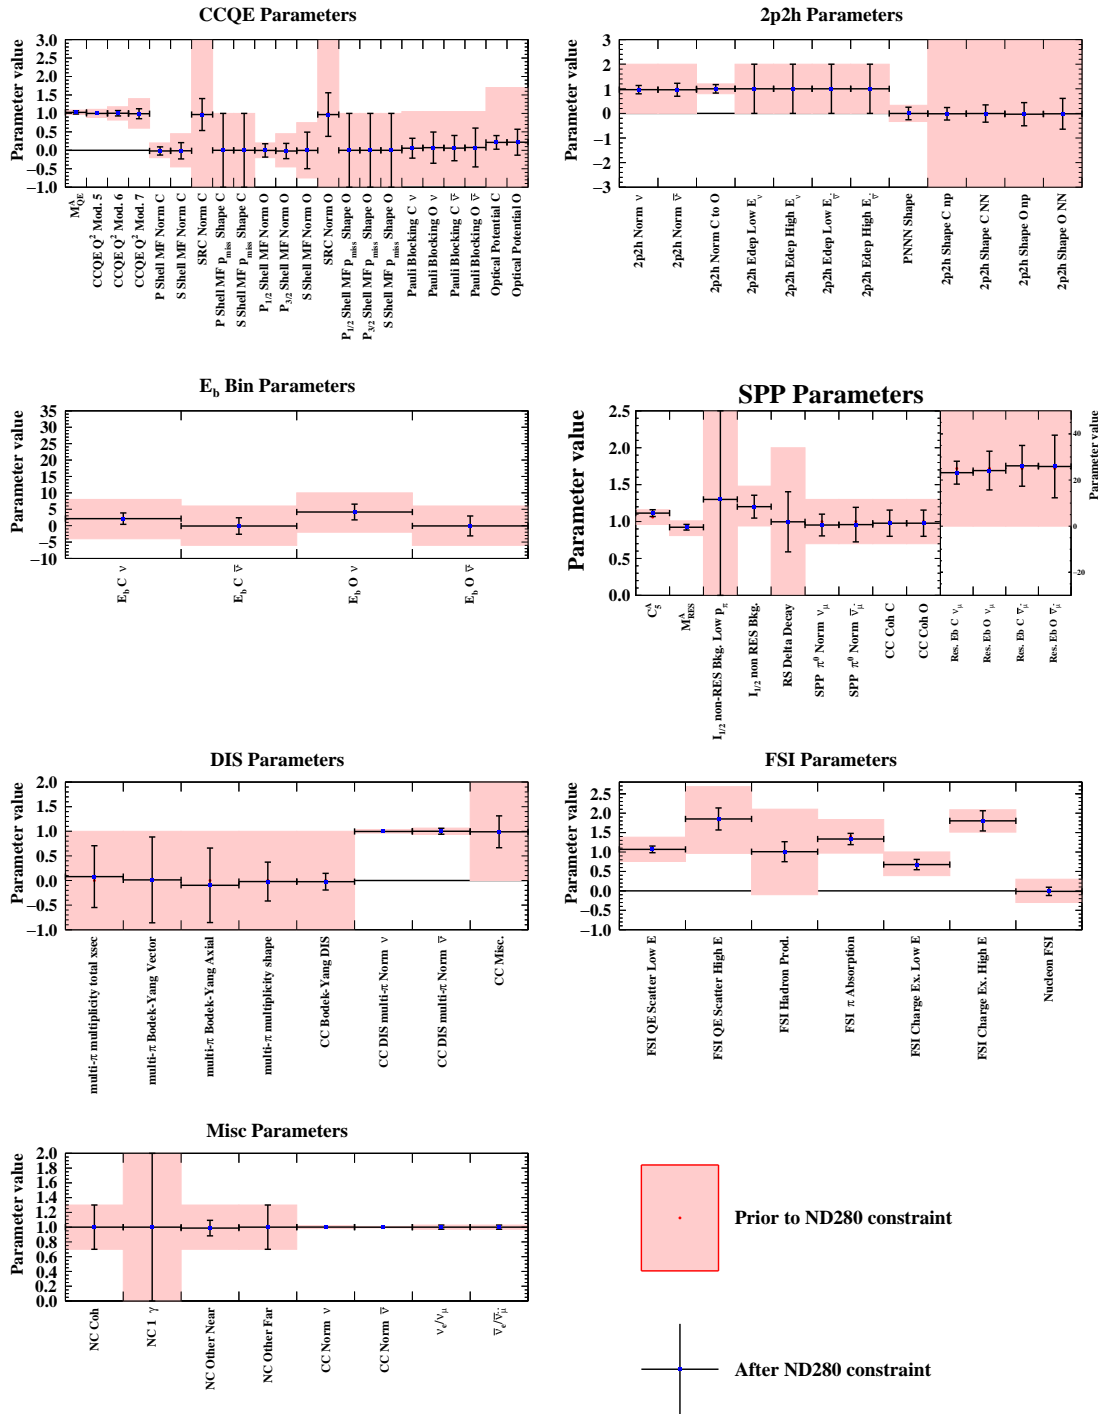 CCQE Parameters
Parameter value
3.0
2.5
2.0
1.5
1.0
0.5
0.0
−0.5
−1.0
M^A_QE
CCQE Q² Mod. 5
CCQE Q² Mod. 6
CCQE Q² Mod. 7
P Shell MF Norm C
S Shell MF Norm C
SRC Norm C
P Shell MF p_miss Shape C
S Shell MF p_miss Shape C
P_1/2 Shell MF Norm O
P_3/2 Shell MF Norm O
S Shell MF Norm O
SRC Norm O
P_1/2 Shell MF p_miss Shape O
P_3/2 Shell MF p_miss Shape O
S Shell MF p_miss Shape O
Pauli Blocking C ν
Pauli Blocking O ν
Pauli Blocking C ν̅
Pauli Blocking O ν̅
Optical Potential C
Optical Potential O
2p2h Parameters
Parameter value
3
2
1
0
−1
−2
−3
2p2h Norm ν
2p2h Norm ν̅
2p2h Norm C to O
2p2h Edep Low E_ν
2p2h Edep High E_ν
2p2h Edep Low E_ν̅
2p2h Edep High E_ν̅
PNNN Shape
2p2h Shape C np
2p2h Shape C NN
2p2h Shape O np
2p2h Shape O NN
E_b Bin Parameters
Parameter value
35
30
25
20
15
10
5
0
−5
−10
E_b C ν
E_b C ν̅
E_b O ν
E_b O ν̅
SPP Parameters
Parameter value
2.5
2.0
1.5
1.0
0.5
0.0
C^A_5
M^A_RES
I_1/2 non-RES Bkg. Low p_π
I_1/2 non RES Bkg.
RS Delta Decay
SPP π⁰ Norm ν_μ
SPP π⁰ Norm ν̅_μ
CC Coh C
CC Coh O
Res. Eb C ν_μ
Res. Eb O ν_μ
Res. Eb C ν̅_μ
Res. Eb O ν̅_μ
40
20
0
−20
Parameter value
DIS Parameters
Parameter value
2.0
1.5
1.0
0.5
0.0
−0.5
−1.0
multi-π multiplicity total xsec
multi-π Bodek-Yang Vector
multi-π Bodek-Yang Axial
multi-π multiplicity shape
CC Bodek-Yang DIS
CC DIS multi-π Norm ν
CC DIS multi-π Norm ν̅
CC Misc.
FSI Parameters
Parameter value
2.5
2.0
1.5
1.0
0.5
0.0
−0.5
−1.0
FSI QE Scatter Low E
FSI QE Scatter High E
FSI Hadron Prod.
FSI π Absorption
FSI Charge Ex. Low E
FSI Charge Ex. High E
Nucleon FSI
Misc Parameters
Parameter value
2.0
1.8
1.6
1.4
1.2
1.0
0.8
0.6
0.4
0.2
0.0
NC Coh
NC 1 γ
NC Other Near
NC Other Far
CC Norm ν
CC Norm ν̅
ν_e/ν_μ
ν̅_e/ν̅_μ
Prior to ND280 constraint
After ND280 constraint